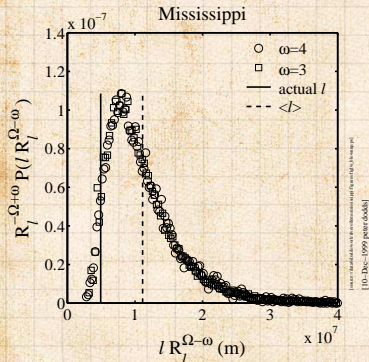 Mississippi
1.4 x 10⁻⁷
1.2
1
0.8
0.6
0.4
0.2
0
R_l^{-Ω+ω} P(l R_l^{Ω-ω})
ω=4
ω=3
actual l
<l>
0 1 2 3 4
x 10⁷
l R_l^{Ω-ω} (m)
[10-Dec-1999 peter dodds]